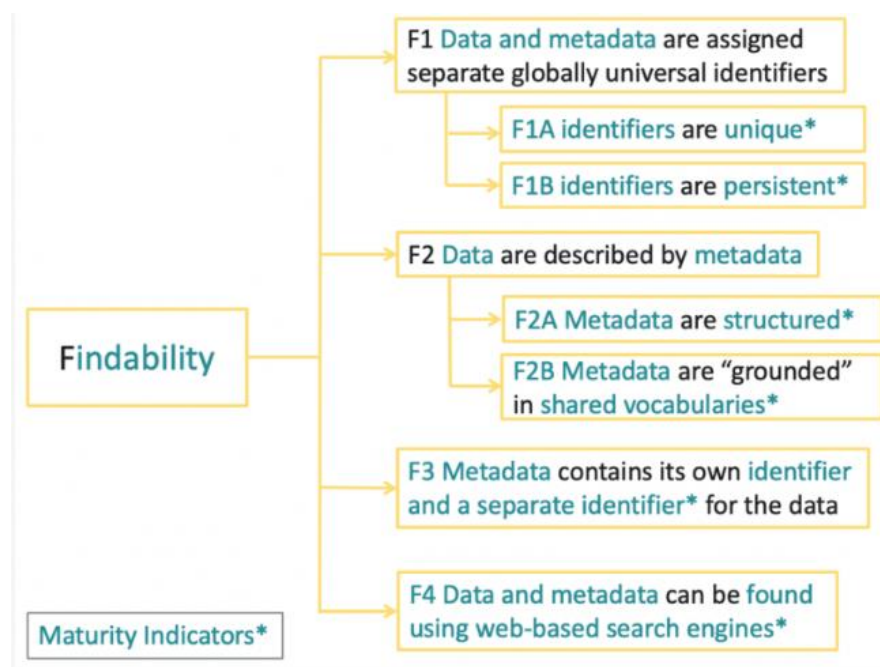 F1 Data and metadata are assigned
separate globally universal identifiers
F1A identifiers are unique*
F1B identifiers are persistent*
F2 Data are described by metadata
F2A Metadata are structured*
Findability
F2B Metadata are “grounded”
in shared vocabularies*
F3 Metadata contains its own identifier
and a separate identifier* for the data
F4 Data and metadata can be found
using web-based search engines*
Maturity Indicators*